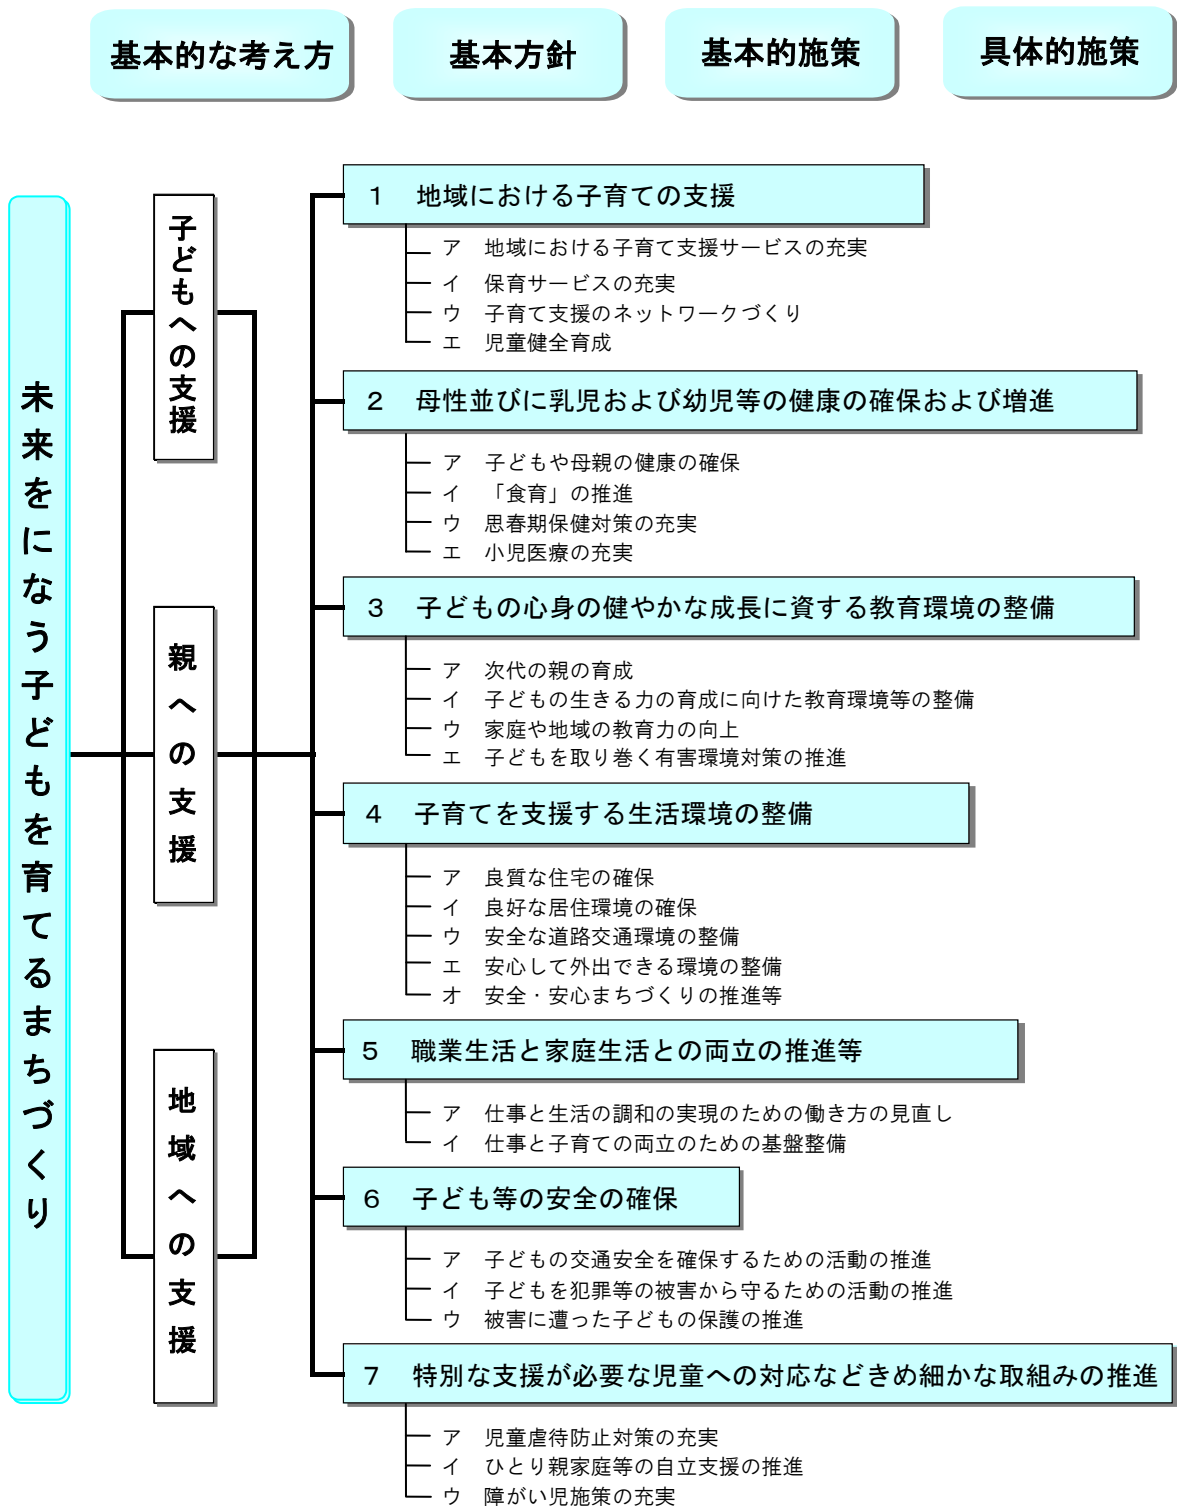 基本的な考え方
基本方針
基本的施策
具体的施策
未来をになう子どもを育てるまちづくり
子どもへの支援
親への支援
地域への支援
1 地域における子育ての支援
ア 地域における子育て支援サービスの充実
イ 保育サービスの充実
ウ 子育て支援のネットワークづくり
エ 児童健全育成
2 母性並びに乳児および幼児等の健康の確保および増進
ア 子どもや母親の健康の確保
イ 「食育」の推進
ウ 思春期保健対策の充実
エ 小児医療の充実
3 子どもの心身の健やかな成長に資する教育環境の整備
ア 次代の親の育成
イ 子どもの生きる力の育成に向けた教育環境等の整備
ウ 家庭や地域の教育力の向上
エ 子どもを取り巻く有害環境対策の推進
4 子育てを支援する生活環境の整備
ア 良質な住宅の確保
イ 良好な居住環境の確保
ウ 安全な道路交通環境の整備
エ 安心して外出できる環境の整備
オ 安全・安心まちづくりの推進等
5 職業生活と家庭生活との両立の推進等
ア 仕事と生活の調和の実現のための働き方の見直し
イ 仕事と子育ての両立のための基盤整備
6 子ども等の安全の確保
ア 子どもの交通安全を確保するための活動の推進
イ 子どもを犯罪等の被害から守るための活動の推進
ウ 被害に遭った子どもの保護の推進
7 特別な支援が必要な児童への対応などきめ細かな取組みの推進
ア 児童虐待防止対策の充実
イ ひとり親家庭等の自立支援の推進
ウ 障がい児施策の充実